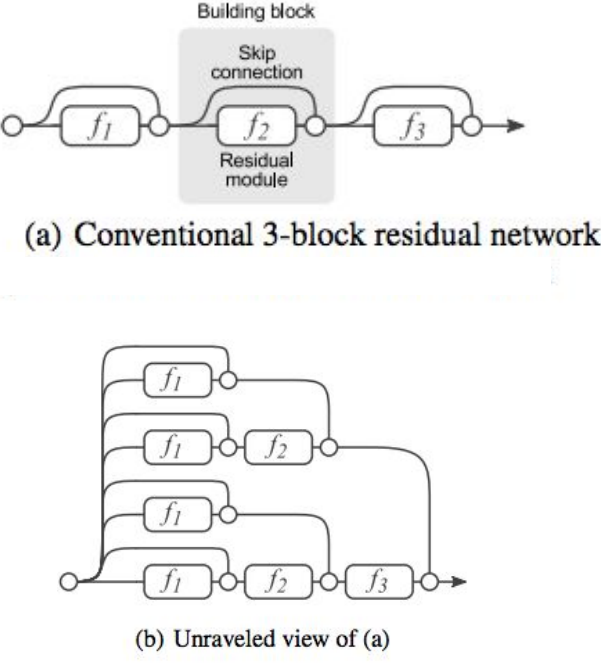 Building block
Skip
connection
f1 f2 f3
Residual
module
(a) Conventional 3-block residual network
f1
f1 f2
f1
f1 f2 f3
(b) Unraveled view of (a)